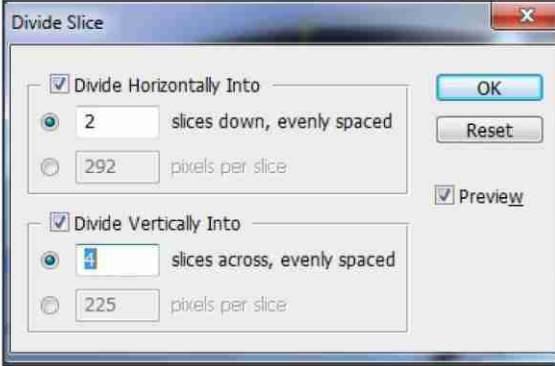 Divide Slice
Divide Horizontally Into
2 slices down, evenly spaced
292 pixels per slice
Divide Vertically Into
4 slices across, evenly spaced
225 pixels per slice
OK
Reset
Preview